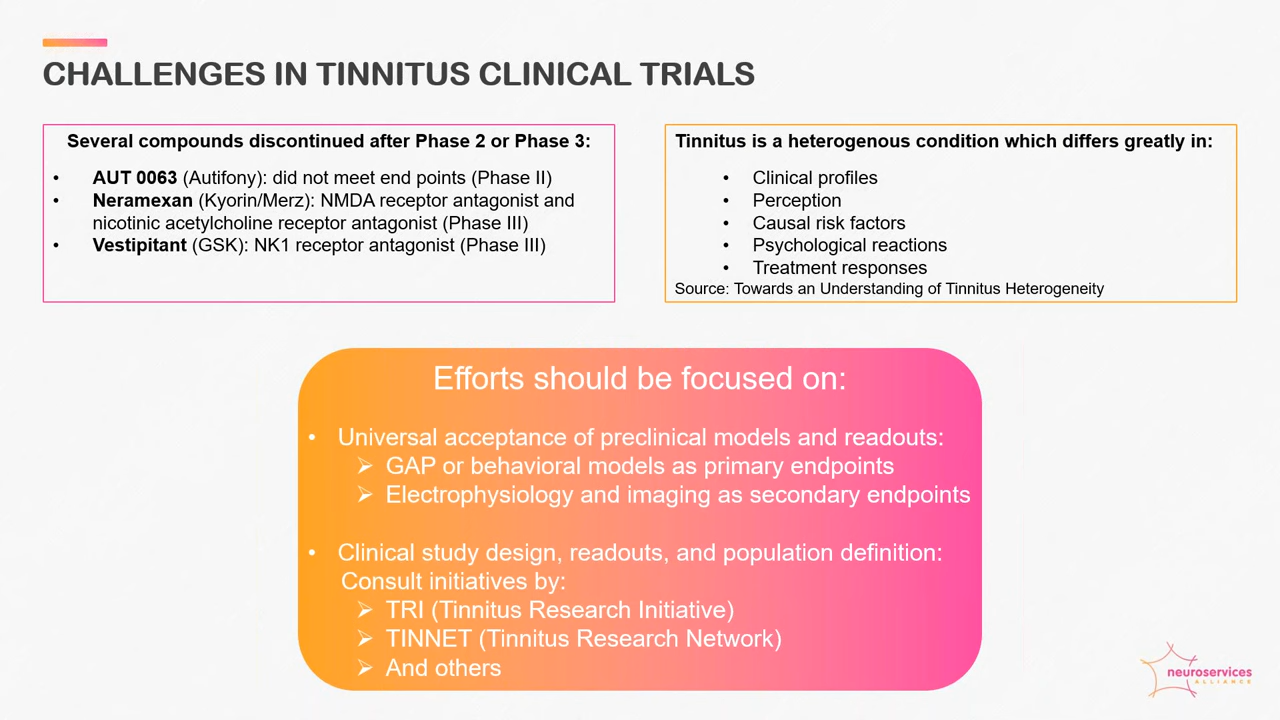 CHALLENGES IN TINNITUS CLINICAL TRIALS
Several compounds discontinued after Phase 2 or Phase 3:
• AUT 0063 (Autifony): did not meet end points (Phase II)
• Neramexan (Kyorin/Merz): NMDA receptor antagonist and
nicotinic acetylcholine receptor antagonist (Phase III)
• Vestipitant (GSK): NK1 receptor antagonist (Phase III)
Tinnitus is a heterogenous condition which differs greatly in:
• Clinical profiles
• Perception
• Causal risk factors
• Psychological reactions
• Treatment responses
Source: Towards an Understanding of Tinnitus Heterogeneity
Efforts should be focused on:
• Universal acceptance of preclinical models and readouts:
➢ GAP or behavioral models as primary endpoints
➢ Electrophysiology and imaging as secondary endpoints
• Clinical study design, readouts, and population definition:
Consult initiatives by:
➢ TRI (Tinnitus Research Initiative)
➢ TINNET (Tinnitus Research Network)
➢ And others
neuroservices
ALLIANCE